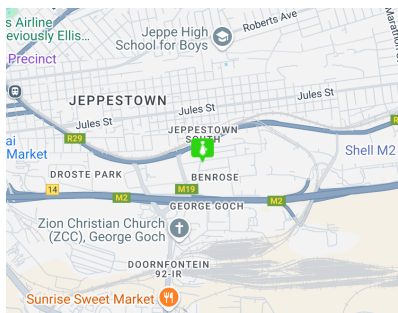 s Airline
eviously Ellis...
Precinct
Jeppe High
School for Boys
Roberts Ave
Marathon
JEPPESTOWN
Jules St
Jules St
JEPPESTOWN
SOUTH
R29
M2
ai
Market
Shell M2
DROSTE PARK
BENROSE
14
M2
M19
M2
GEORGE GOCH
Zion Christian Church
(ZCC), George Goch
DOORNFONTEIN
92-IR
Sunrise Sweet Market